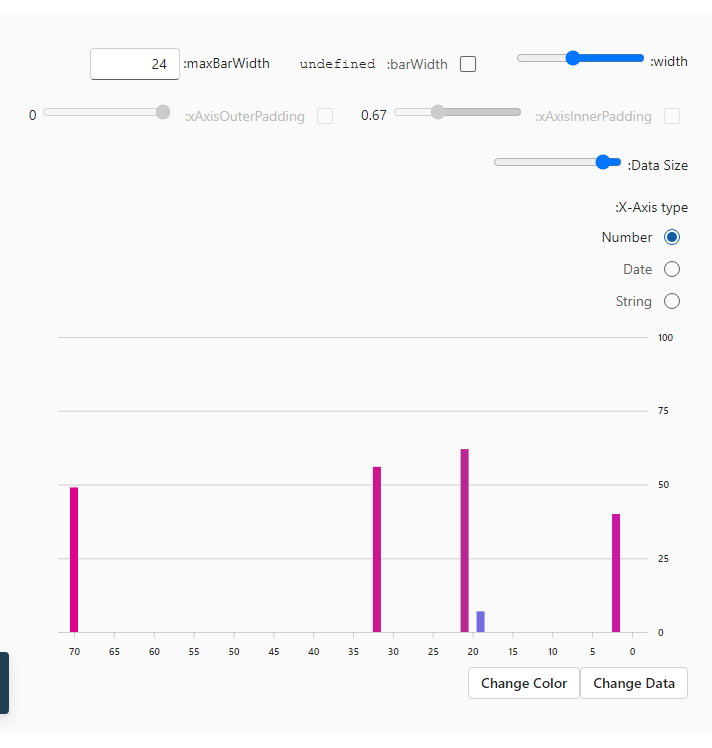 width:
barWidth: undefined
maxBarWidth: 24
xAxisInnerPadding: 0.67
xAxisOuterPadding: 0
Data Size:
X-Axis type:
Number
Date
String
100
75
50
25
0
70 65 60 55 50 45 40 35 30 25 20 15 10 5 0
Change Color Change Data